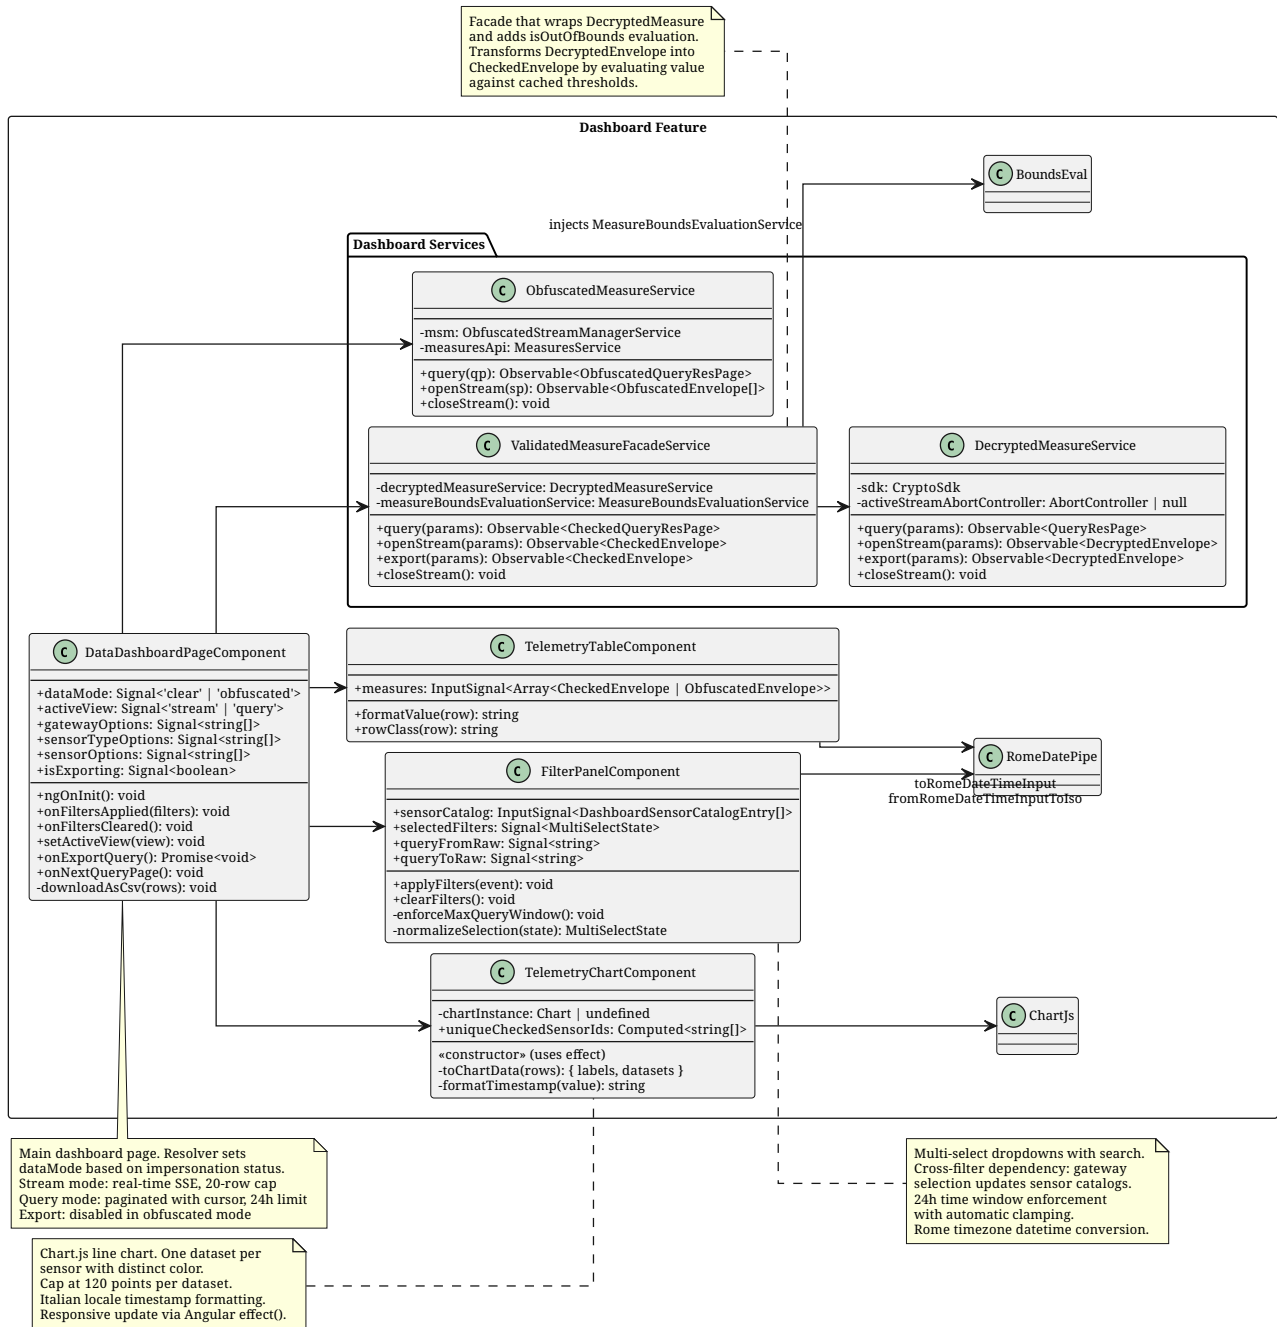 Facade that wraps DecryptedMeasure
and adds isOutOfBounds evaluation.
Transforms DecryptedEnvelope into
CheckedEnvelope by evaluating value
against cached thresholds.
Dashboard Feature
C BoundsEval
injects MeasureBoundsEvaluationService
Dashboard Services
C ObfuscatedMeasureService
-msm: ObfuscatedStreamManagerService
-measuresApi: MeasuresService
+query(qp): Observable<ObfuscatedQueryResPage>
+openStream(sp): Observable<ObfuscatedEnvelope[]>
+closeStream(): void
C ValidatedMeasureFacadeService
-decryptedMeasureService: DecryptedMeasureService
-measureBoundsEvaluationService: MeasureBoundsEvaluationService
+query(params): Observable<CheckedQueryResPage>
+openStream(params): Observable<CheckedEnvelope>
+export(params): Observable<CheckedEnvelope>
+closeStream(): void
C DecryptedMeasureService
-sdk: CryptoSdk
-activeStreamAbortController: AbortController | null
+query(params): Observable<QueryResPage>
+openStream(params): Observable<DecryptedEnvelope>
+export(params): Observable<DecryptedEnvelope>
+closeStream(): void
C DataDashboardPageComponent
+dataMode: Signal<'clear' | 'obfuscated'>
+activeView: Signal<'stream' | 'query'>
+gatewayOptions: Signal<string[]>
+sensorTypeOptions: Signal<string[]>
+sensorOptions: Signal<string[]>
+isExporting: Signal<boolean>
+ngOnInit(): void
+onFiltersApplied(filters): void
+onFiltersCleared(): void
+setActiveView(view): void
+onExportQuery(): Promise<void>
+onNextQueryPage(): void
-downloadAsCsv(rows): void
C TelemetryTableComponent
+measures: InputSignal<Array<CheckedEnvelope | ObfuscatedEnvelope>>
+formatValue(row): string
+rowClass(row): string
C RomeDatePipe
toRomeDateTimeInput
fromRomeDateTimeInputToIso
C FilterPanelComponent
+sensorCatalog: InputSignal<DashboardSensorCatalogEntry[]>
+selectedFilters: Signal<MultiSelectState>
+queryFromRaw: Signal<string>
+queryToRaw: Signal<string>
+applyFilters(event): void
+clearFilters(): void
-enforceMaxQueryWindow(): void
-normalizeSelection(state): MultiSelectState
C TelemetryChartComponent
-chartInstance: Chart | undefined
+uniqueCheckedSensorIds: Computed<string[]>
«constructor» (uses effect)
-toChartData(rows): { labels, datasets }
-formatTimestamp(value): string
C ChartJs
Main dashboard page. Resolver sets
dataMode based on impersonation status.
Stream mode: real-time SSE, 20-row cap
Query mode: paginated with cursor, 24h limit
Export: disabled in obfuscated mode
Multi-select dropdowns with search.
Cross-filter dependency: gateway
selection updates sensor catalogs.
24h time window enforcement
with automatic clamping.
Rome timezone datetime conversion.
Chart.js line chart. One dataset per
sensor with distinct color.
Cap at 120 points per dataset.
Italian locale timestamp formatting.
Responsive update via Angular effect().